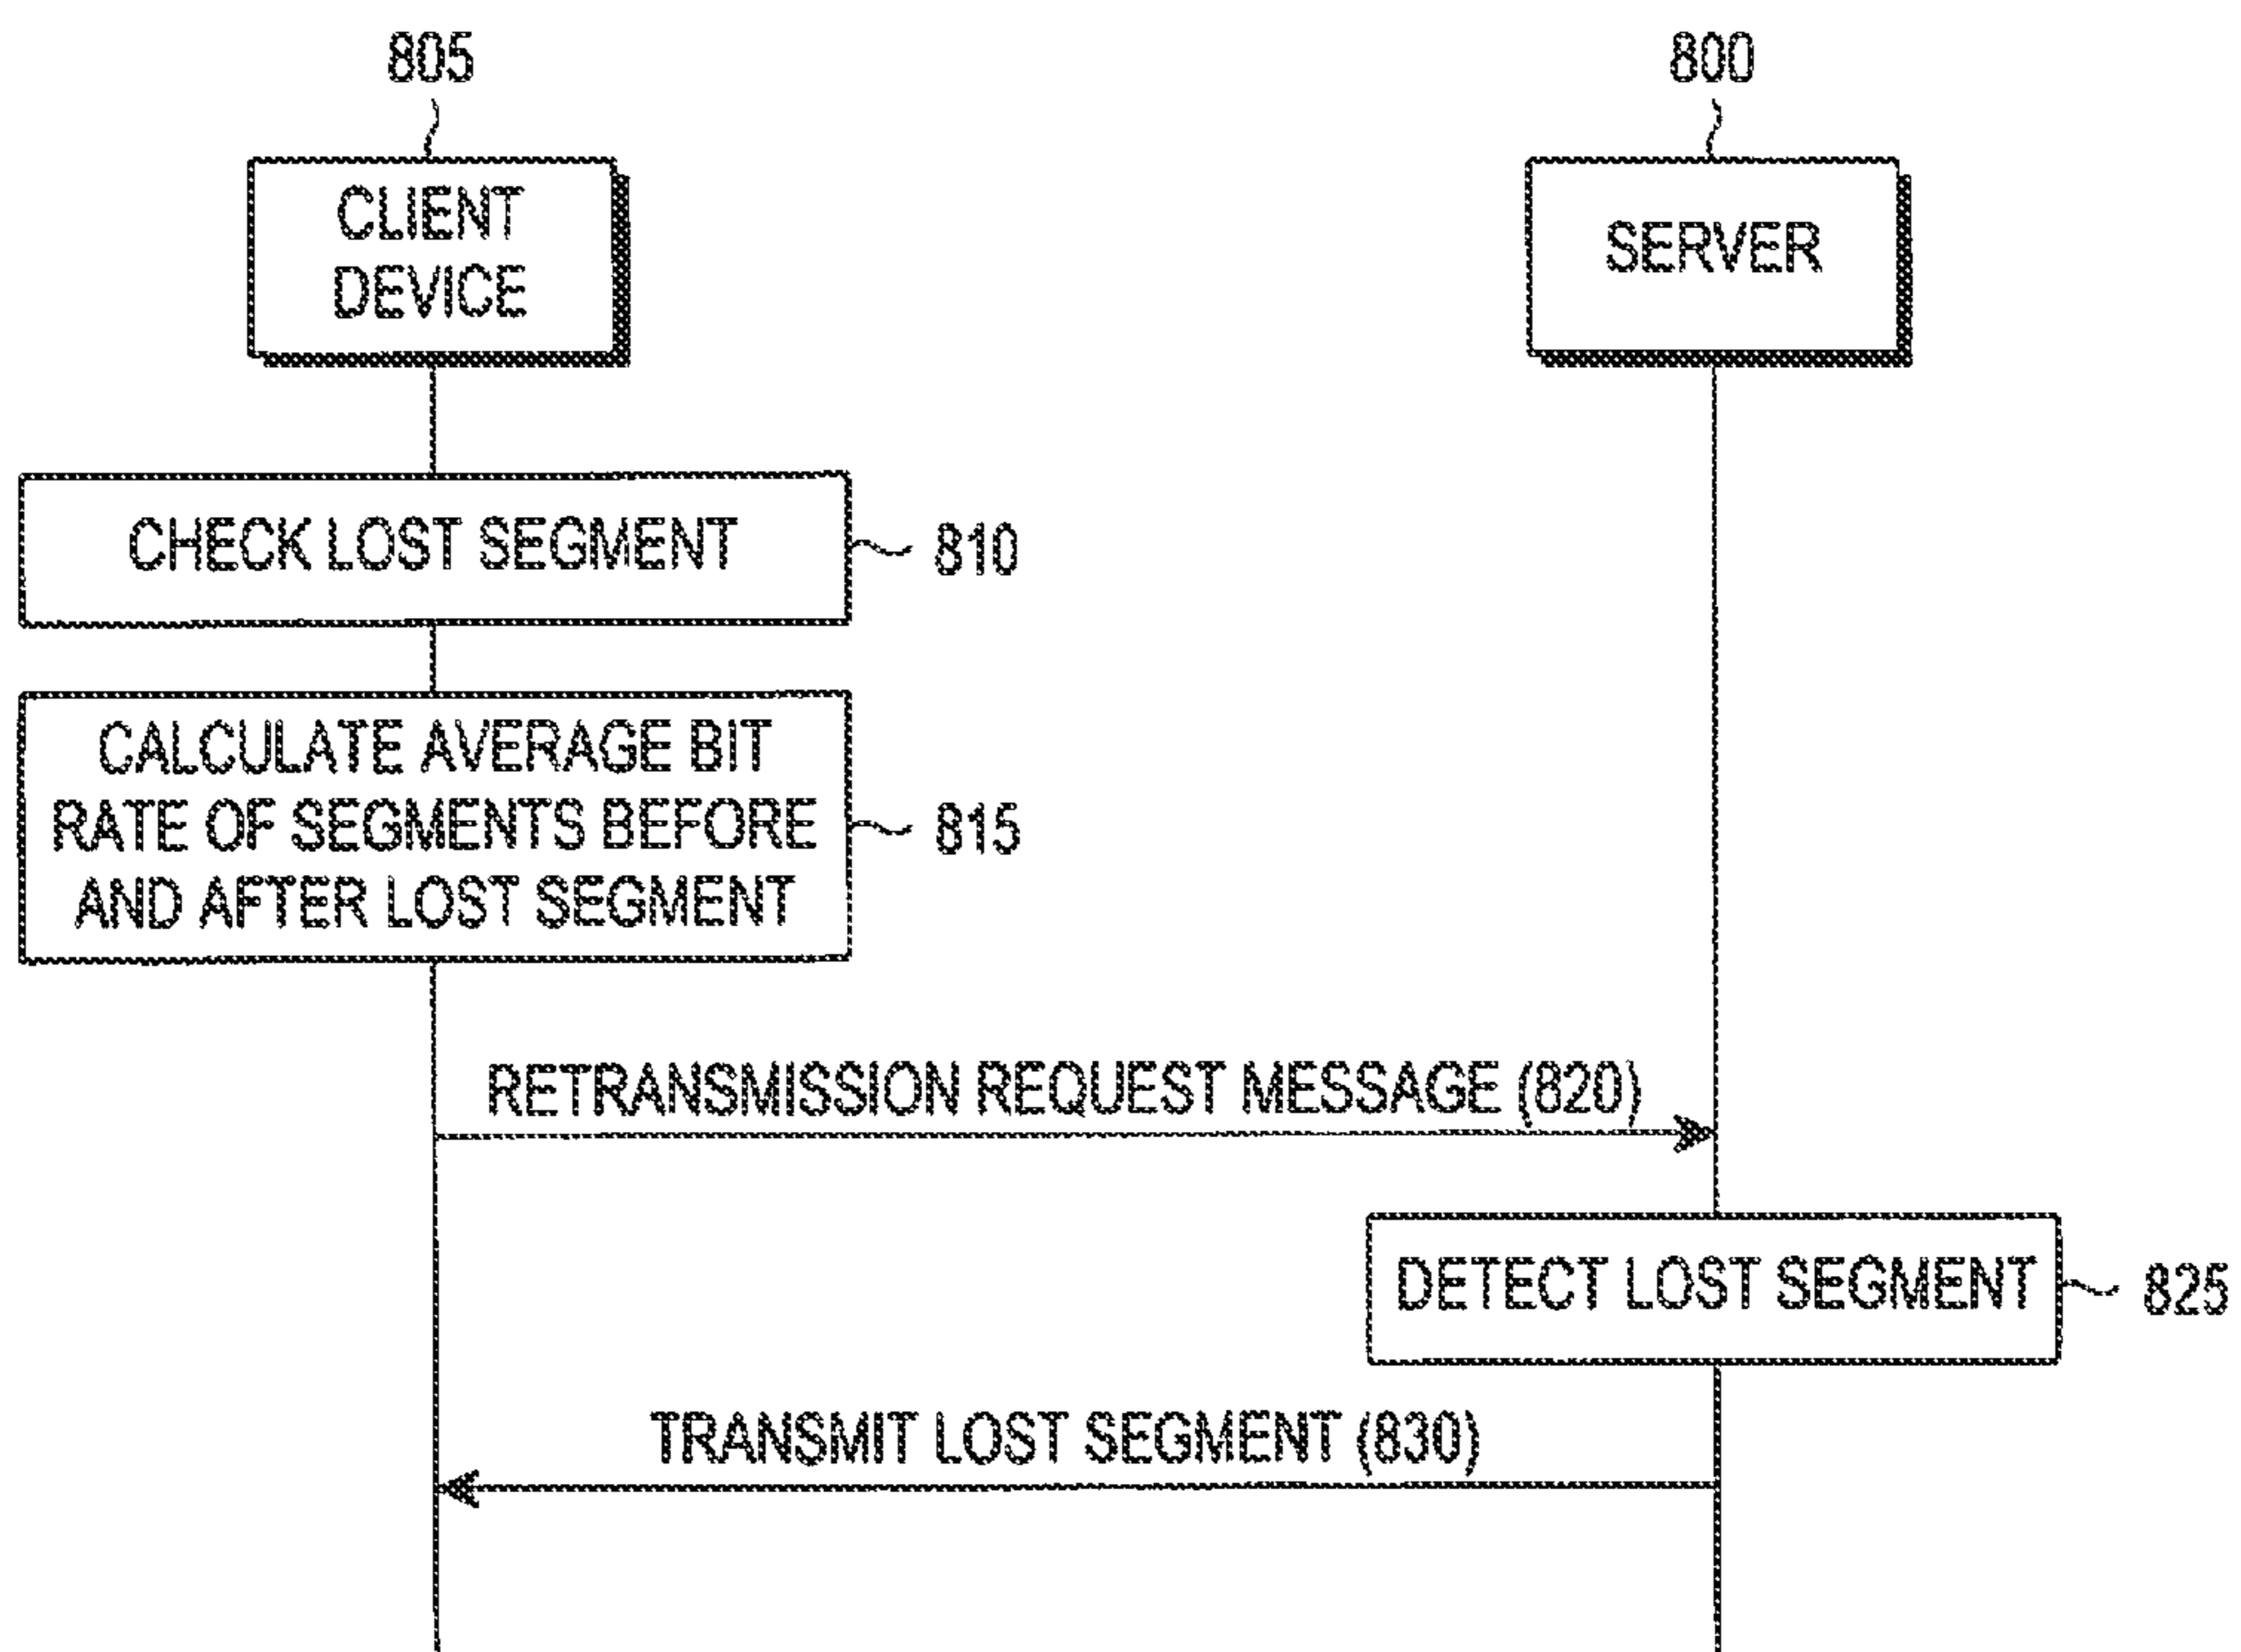 805
800
CLIENT
DEVICE
SERVER
CHECK LOST SEGMENT
810
CALCULATE AVERAGE BIT
RATE OF SEGMENTS BEFORE
AND AFTER LOST SEGMENT
815
RETRANSMISSION REQUEST MESSAGE (820)
DETECT LOST SEGMENT
825
TRANSMIT LOST SEGMENT (830)